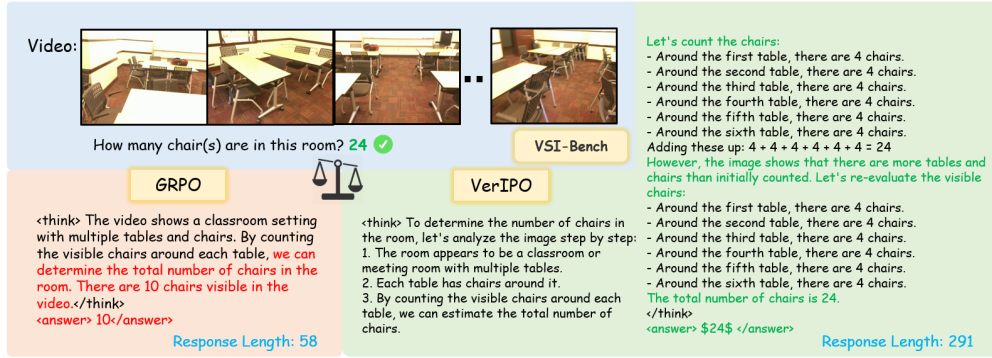 Video:
How many chair(s) are in this room? 24
VSI-Bench
GRPO
<think> The video shows a classroom setting
with multiple tables and chairs. By counting
the visible chairs around each table, we can
determine the total number of chairs in the
room. There are 10 chairs visible in the
video.</think>
<answer> 10</answer>
Response Length: 58
VerIPO
<think> To determine the number of chairs in
the room, let's analyze the image step by step:
1. The room appears to be a classroom or
meeting room with multiple tables.
2. Each table has chairs around it.
3. By counting the visible chairs around each
table, we can estimate the total number of
chairs.
Let's count the chairs:
- Around the first table, there are 4 chairs.
- Around the second table, there are 4 chairs.
- Around the third table, there are 4 chairs.
- Around the fourth table, there are 4 chairs.
- Around the fifth table, there are 4 chairs.
- Around the sixth table, there are 4 chairs.
Adding these up: 4 + 4 + 4 + 4 + 4 + 4 = 24
However, the image shows that there are more tables and
chairs than initially counted. Let's re-evaluate the visible
chairs:
- Around the first table, there are 4 chairs.
- Around the second table, there are 4 chairs.
- Around the third table, there are 4 chairs.
- Around the fourth table, there are 4 chairs.
- Around the fifth table, there are 4 chairs.
- Around the sixth table, there are 4 chairs.
The total number of chairs is 24.
</think>
<answer> $24$ </answer>
Response Length: 291